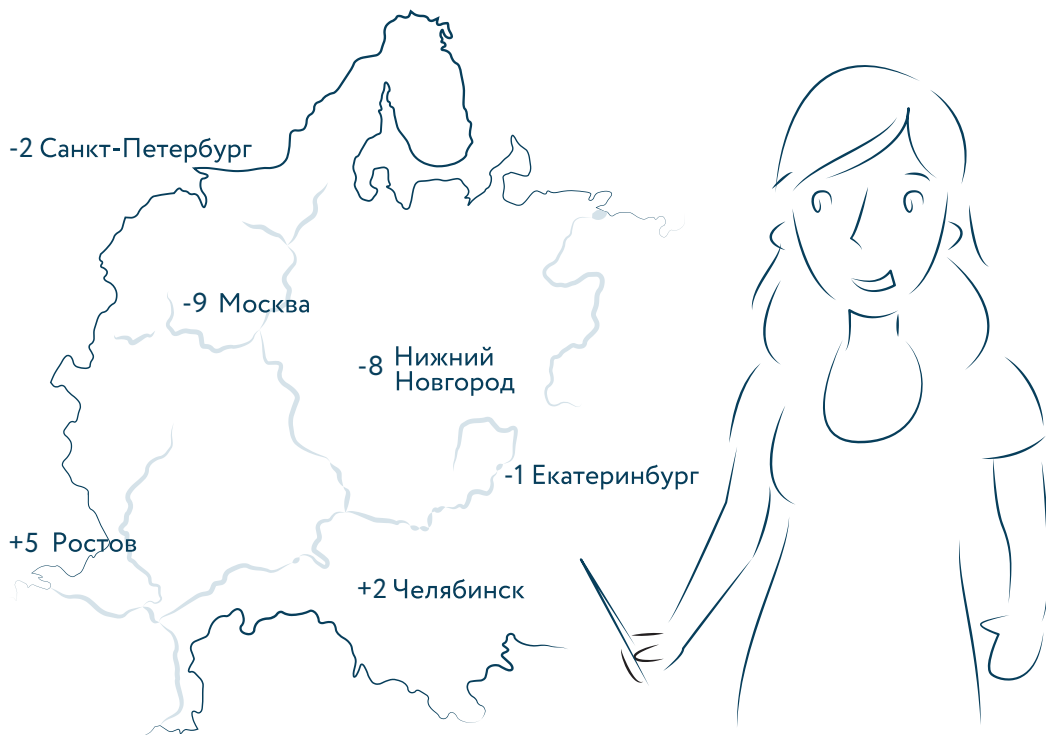 -2 Санкт-Петербург
-9 Москва
-8 Нижний
Новгород
-1 Екатеринбург
+5 Ростов
+2 Челябинск